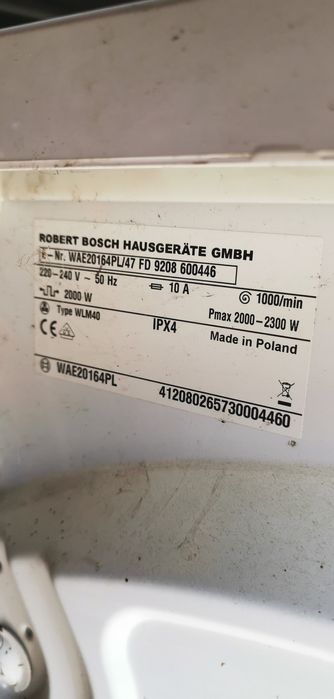 ROBERT BOSCH HAUSGERÄTE GMBH
E-Nr. WAE20164PL/47 FD 9208 600446
220-240 V ~ 50 Hz 10 A 1000/min
2000 W Pmax 2000-2300 W
Type WLM40 IPX4 Made in Poland
CE
WAE20164PL 412080265730004460